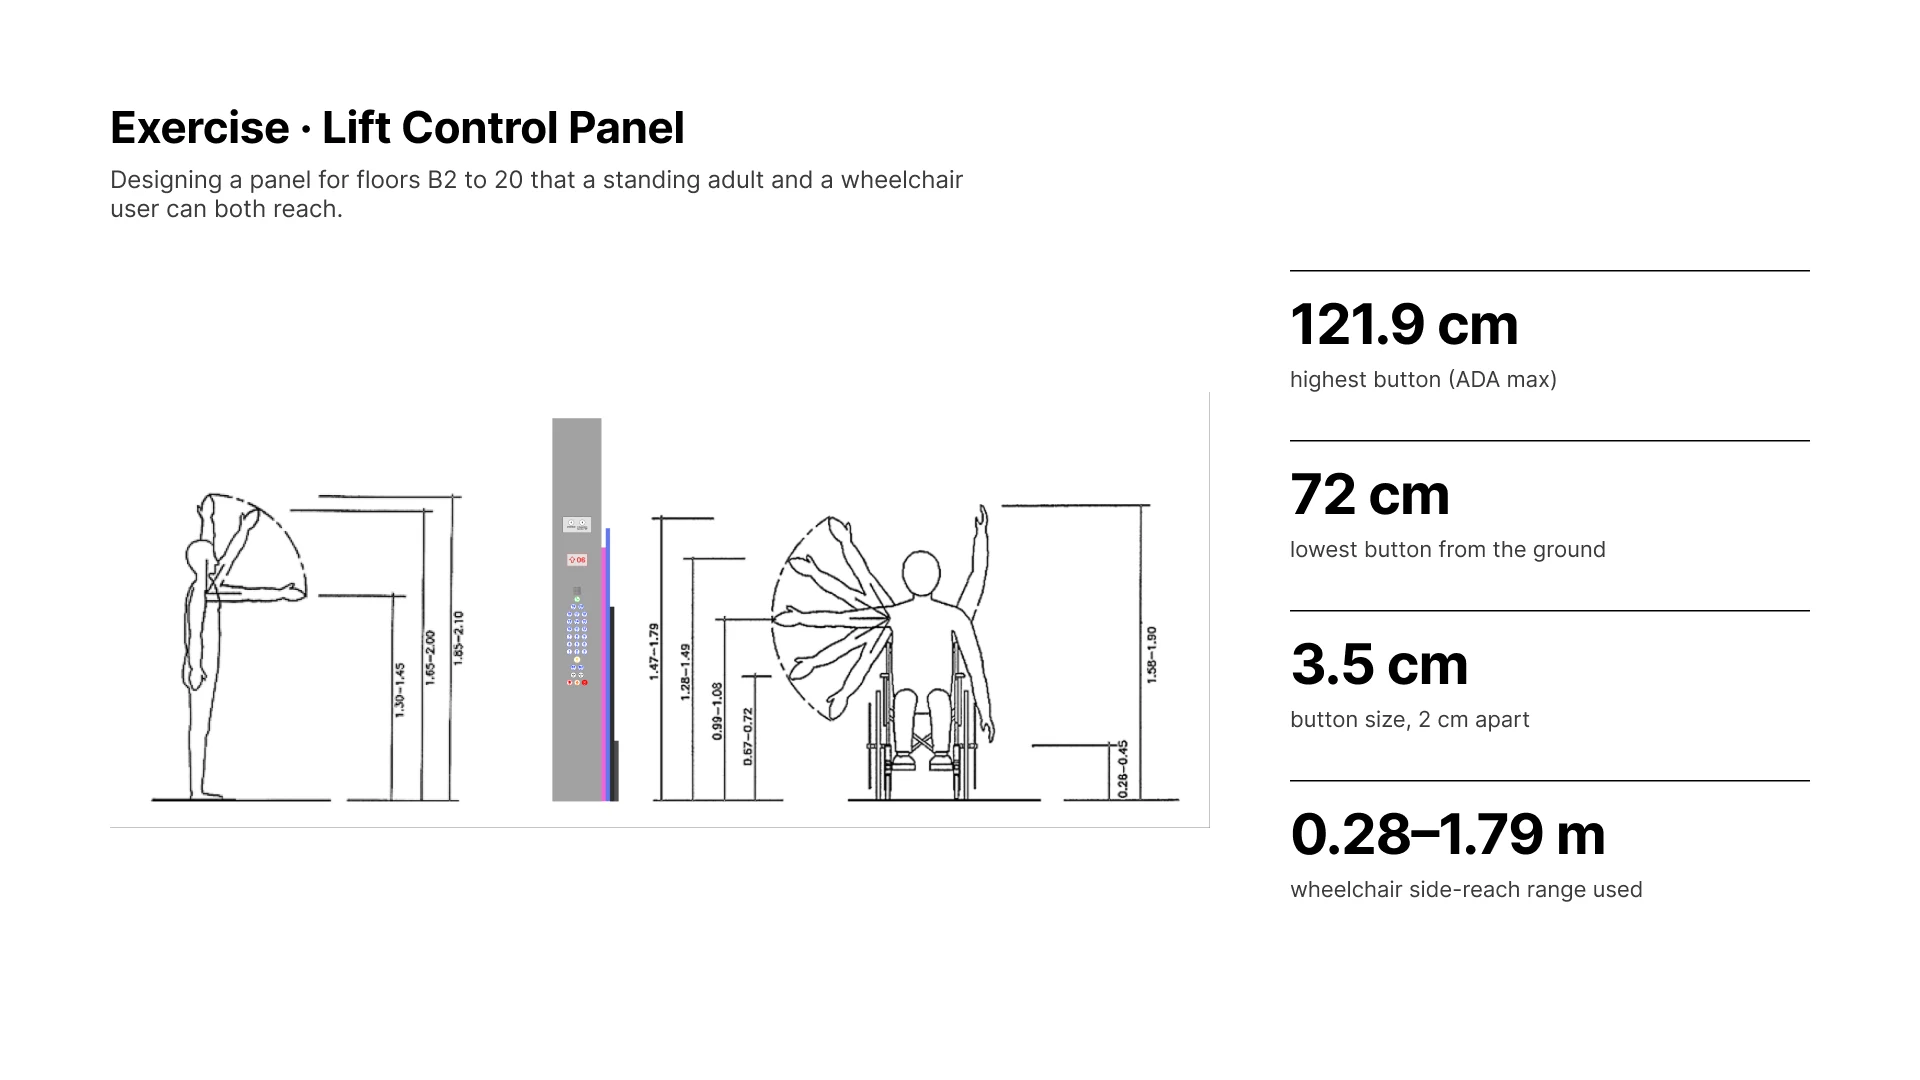 Exercise · Lift Control Panel
Designing a panel for floors B2 to 20 that a standing adult and a wheelchair
user can both reach.
1.30–1.45
1.65–2.00
1.85–2.10
06
1.47–1.79
1.28–1.49
0.99–1.08
0.67–0.72
1.58–1.90
0.28–0.45
121.9 cm
highest button (ADA max)
72 cm
lowest button from the ground
3.5 cm
button size, 2 cm apart
0.28–1.79 m
wheelchair side-reach range used